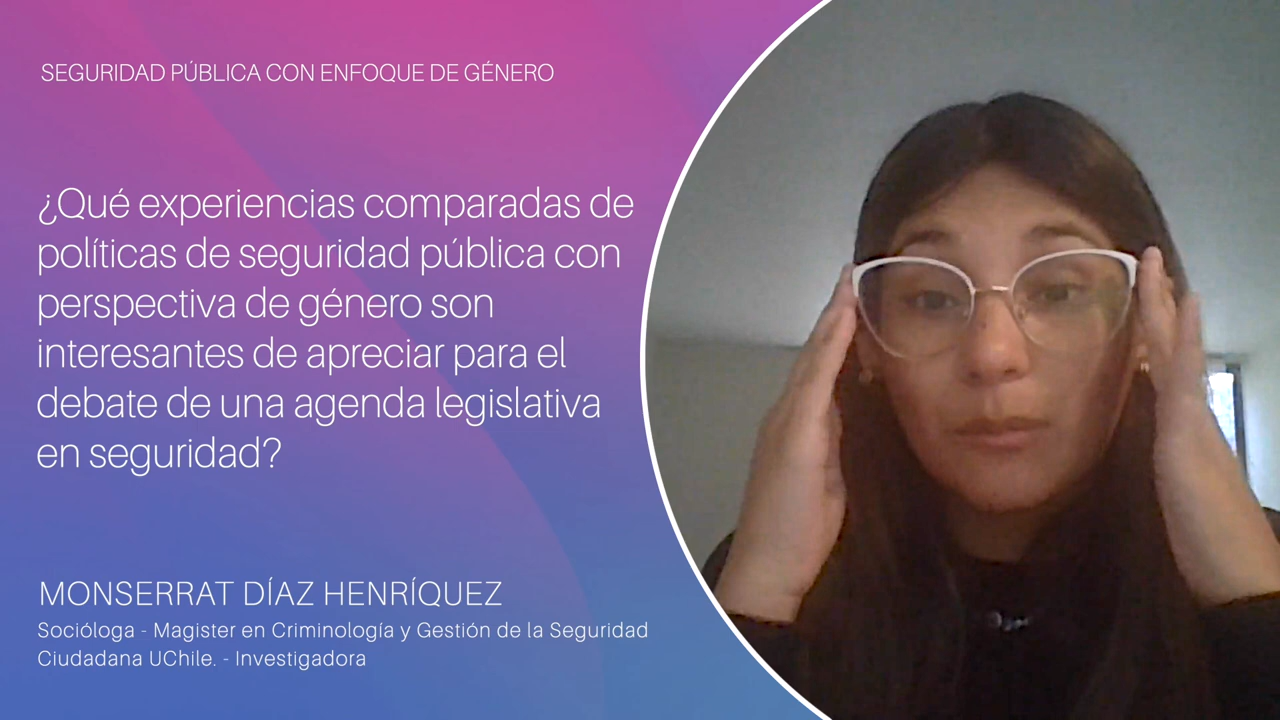 SEGURIDAD PÚBLICA CON ENFOQUE DE GÉNERO
¿Qué experiencias comparadas de
políticas de seguridad pública con
perspectiva de género son
interesantes de apreciar para el
debate de una agenda legislativa
en seguridad?
MONSERRAT DÍAZ HENRÍQUEZ
Socióloga - Magister en Criminología y Gestión de la Seguridad
Ciudadana UChile. - Investigadora